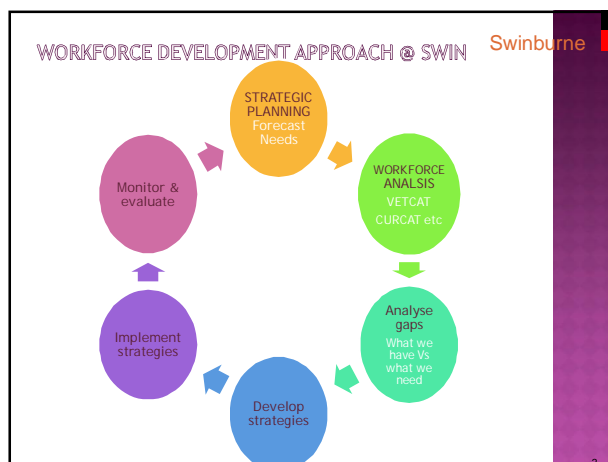 WORKFORCE DEVELOPMENT APPROACH @ SWIN
Swinburne
STRATEGIC
PLANNING
Forecast
Needs
WORKFORCE
ANALSIS
VETCAT
CURCAT etc
Analyse
gaps
What we
have Vs
what we
need
Develop
strategies
Implement
strategies
Monitor &
evaluate